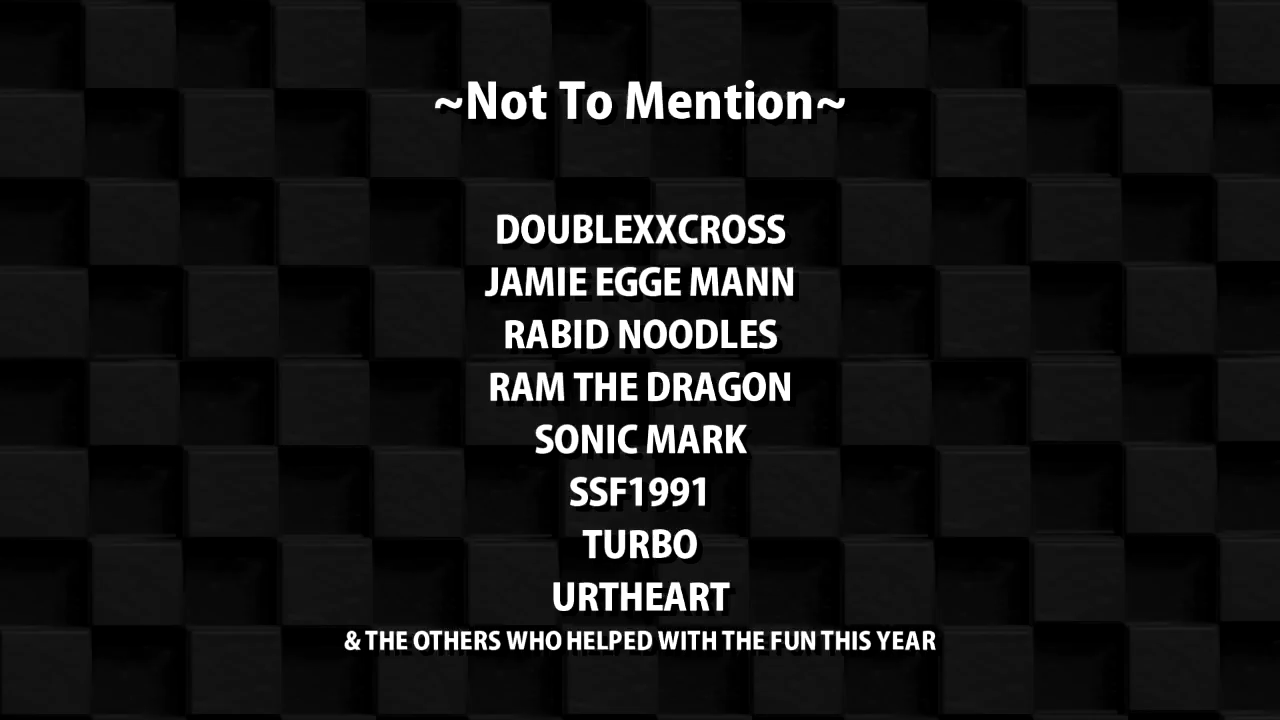 ~Not To Mention~
DOUBLEXXCROSS
JAMIE EGGE MANN
RABID NOODLES
RAM THE DRAGON
SONIC MARK
SSF1991
TURBO
URTHEART
& THE OTHERS WHO HELPED WITH THE FUN THIS YEAR